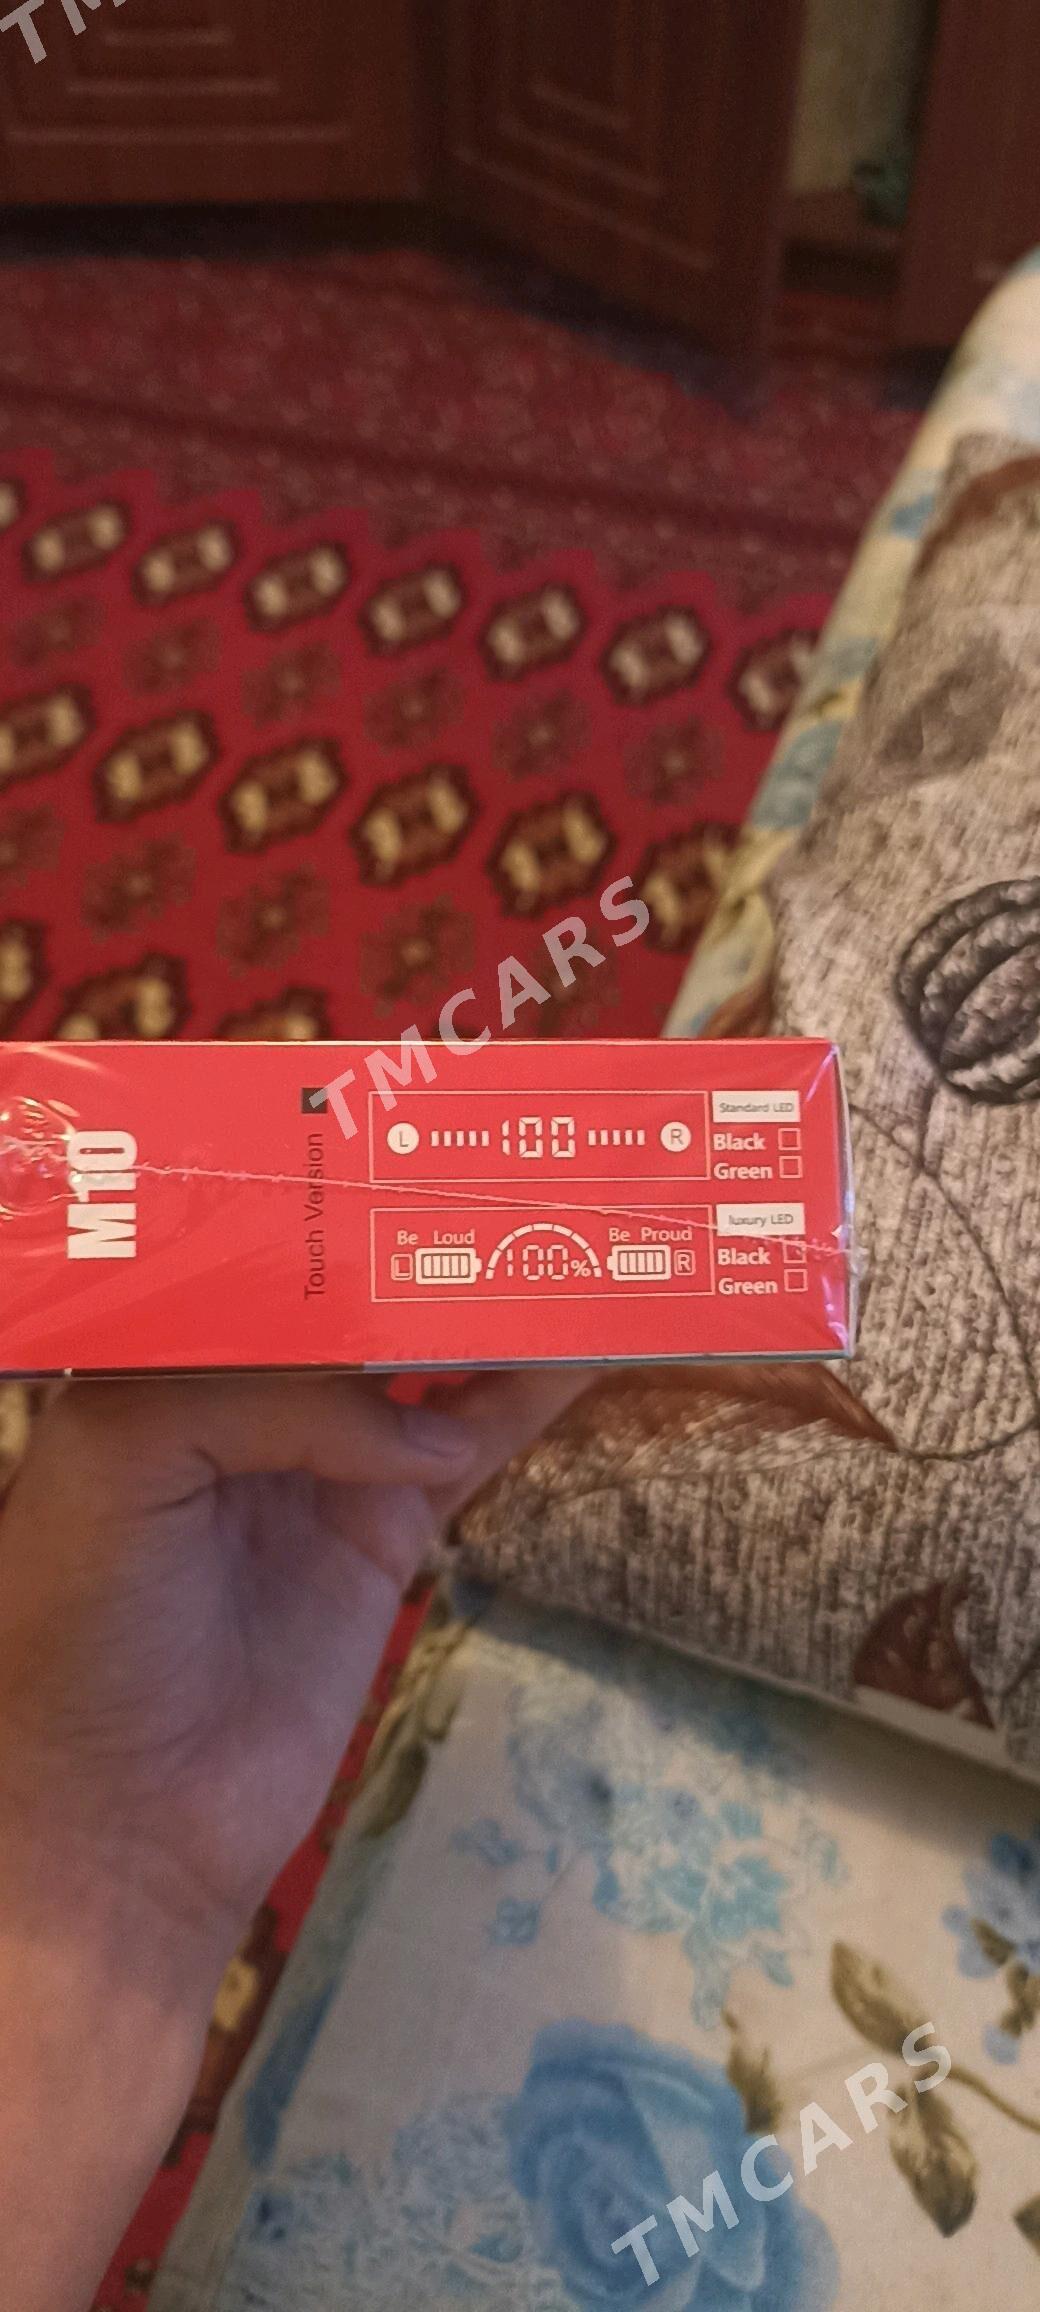 TMCARS
M10
Touch Version
L 100 R
Standard LED
Black
Green
Be Loud Be Proud
L 100% R
luxury LED
Black
Green
TMCARS